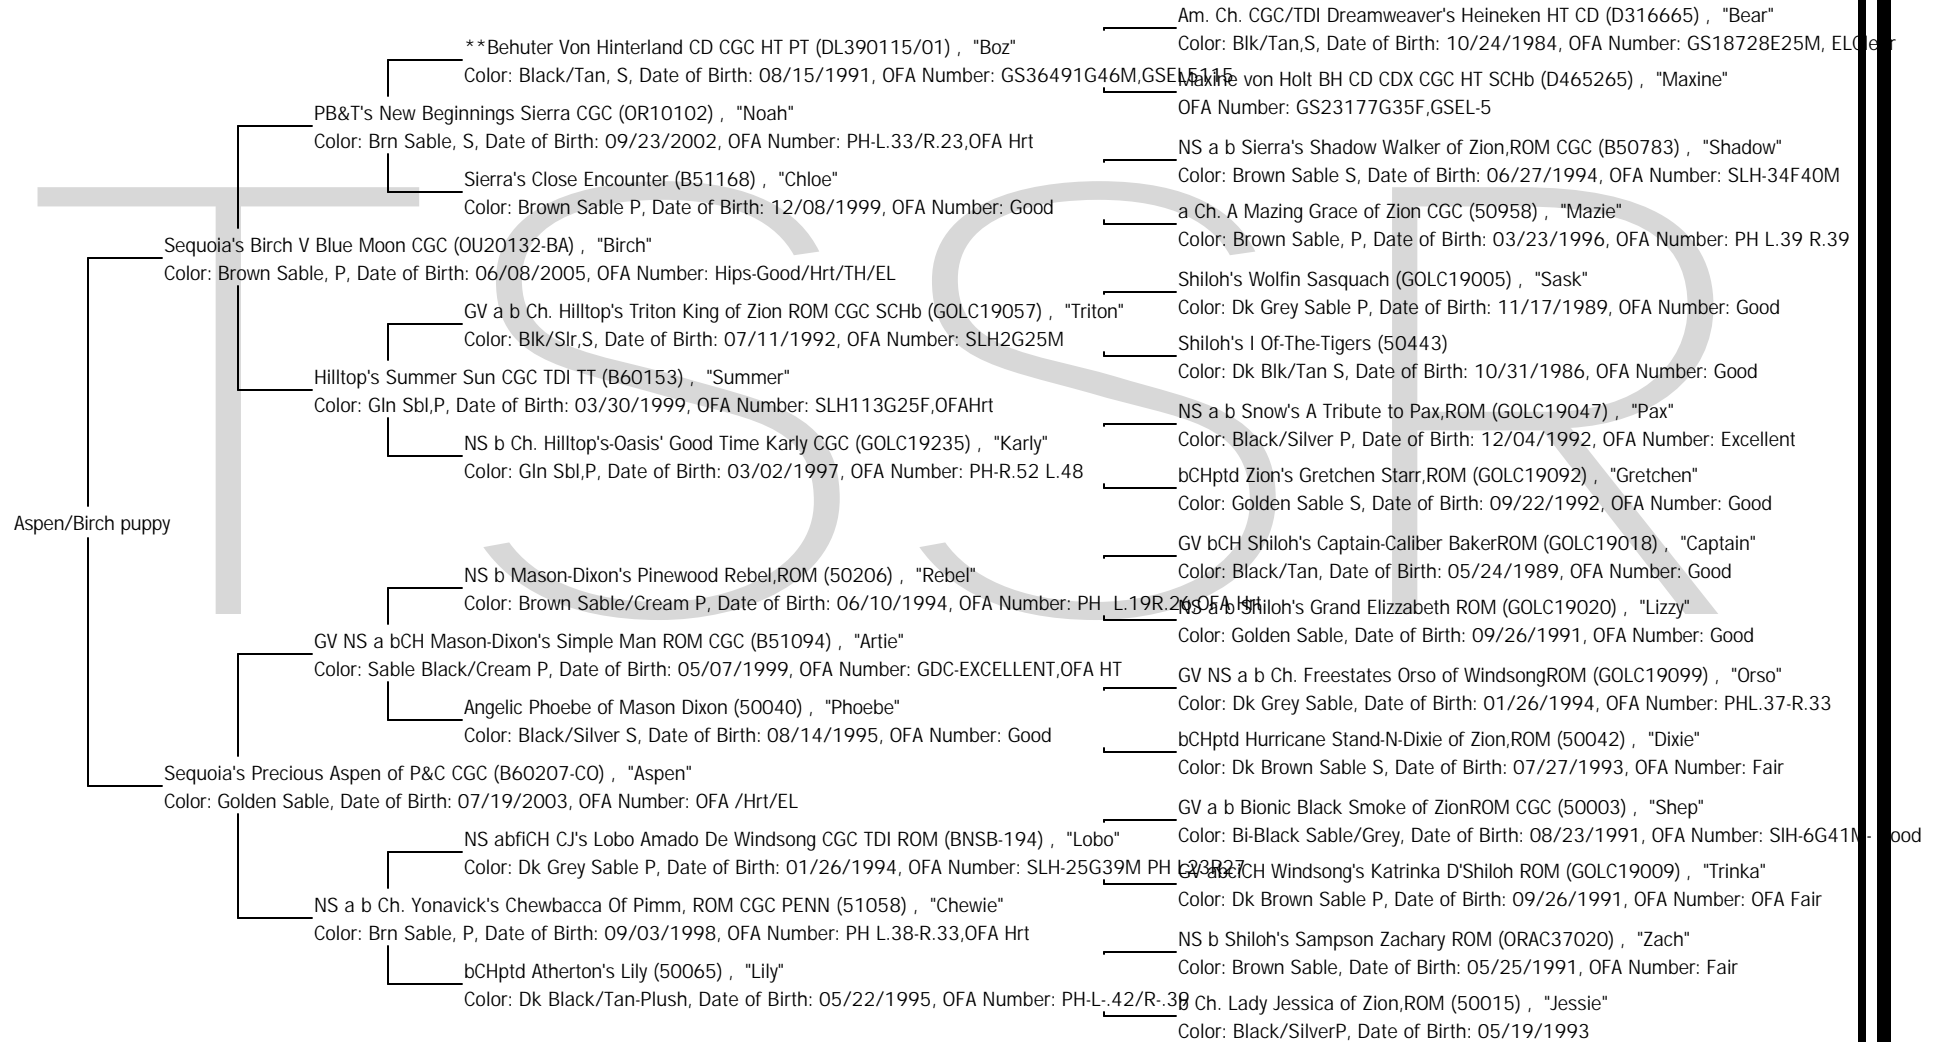 Am. Ch. CGC/TDI Dreamweaver's Heineken HT CD (D316665) , "Bear"
Color: Blk/Tan,S, Date of Birth: 10/24/1984, OFA Number: GS18728E25M,
**Behuter Von Hinterland CD CGC HT PT (DL390115/01) , "Boz"
Color: Black/Tan, S, Date of Birth: 08/15/1991, OFA Number: GS36491G46M,GSEL5115
Maxine von Holt BH CD CDX CGC HT SCHb (D465265) , "Maxine"
OFA Number: GS23177G35F,GSEL-5
PB&T's New Beginnings Sierra CGC (OR10102) , "Noah"
Color: Brn Sable, S, Date of Birth: 09/23/2002, OFA Number: PH-L.33/R.23,OFA Hrt
NS a b Sierra's Shadow Walker of Zion,ROM CGC (B50783) , "Shadow"
Color: Brown Sable S, Date of Birth: 06/27/1994, OFA Number: SLH-34F40M
Sierra's Close Encounter (B51168) , "Chloe"
Color: Brown Sable P, Date of Birth: 12/08/1999, OFA Number: Good
a Ch. A Mazing Grace of Zion CGC (50958) , "Mazie"
Color: Brown Sable, P, Date of Birth: 03/23/1996, OFA Number: PH L.39 R.39
Sequoia's Birch V Blue Moon CGC (OU20132-BA) , "Birch"
Color: Brown Sable, P, Date of Birth: 06/08/2005, OFA Number: Hips-Good/Hrt/TH/EL
Shiloh's Wolfin Sasquach (GOLC19005) , "Sask"
Color: Dk Grey Sable P, Date of Birth: 11/17/1989, OFA Number: Good
GV a b Ch. Hilltop's Triton King of Zion ROM CGC SCHb (GOLC19057) , "Triton"
Color: Blk/Slr,S, Date of Birth: 07/11/1992, OFA Number: SLH2G25M
Shiloh's I Of-The-Tigers (50443)
Color: Dk Blk/Tan S, Date of Birth: 10/31/1986, OFA Number: Good
Hilltop's Summer Sun CGC TDI TT (B60153) , "Summer"
Color: Gln Sbl,P, Date of Birth: 03/30/1999, OFA Number: SLH113G25F,OFAHrt
NS a b Snow's A Tribute to Pax,ROM (GOLC19047) , "Pax"
Color: Black/Silver P, Date of Birth: 12/04/1992, OFA Number: Excellent
NS b Ch. Hilltop's-Oasis' Good Time Karly CGC (GOLC19235) , "Karly"
Color: Gln Sbl,P, Date of Birth: 03/02/1997, OFA Number: PH-R.52 L.48
bCHptd Zion's Gretchen Starr,ROM (GOLC19092) , "Gretchen"
Color: Golden Sable S, Date of Birth: 09/22/1992, OFA Number: Good
TSSR
Aspen/Birch puppy
GV bCH Shiloh's Captain-Caliber BakerROM (GOLC19018) , "Captain"
Color: Black/Tan, Date of Birth: 05/24/1989, OFA Number: Good
NS b Mason-Dixon's Pinewood Rebel,ROM (50206) , "Rebel"
Color: Brown Sable/Cream P, Date of Birth: 06/10/1994, OFA Number: PH L.19R.26,OFA Hrt
NS a b Shiloh's Grand Elizzabeth ROM (GOLC19020) , "Lizzy"
Color: Golden Sable, Date of Birth: 09/26/1991, OFA Number: Good
GV NS a bCH Mason-Dixon's Simple Man ROM CGC (B51094) , "Artie"
Color: Sable Black/Cream P, Date of Birth: 05/07/1999, OFA Number: GDC-EXCELLENT,OFA HT
GV NS a b Ch. Freestates Orso of WindsongROM (GOLC19099) , "Orso"
Color: Dk Grey Sable, Date of Birth: 01/26/1994, OFA Number: PHL.37-R.33
Angelic Phoebe of Mason Dixon (50040) , "Phoebe"
Color: Black/Silver S, Date of Birth: 08/14/1995, OFA Number: Good
bCHptd Hurricane Stand-N-Dixie of Zion,ROM (50042) , "Dixie"
Color: Dk Brown Sable S, Date of Birth: 07/27/1993, OFA Number: Fair
Sequoia's Precious Aspen of P&C CGC (B60207-CO) , "Aspen"
Color: Golden Sable, Date of Birth: 07/19/2003, OFA Number: OFA /Hrt/EL
GV a b Bionic Black Smoke of ZionROM CGC (50003) , "Shep"
Color: Bi-Black Sable/Grey, Date of Birth: 08/23/1991, OFA Number: SIH-6G41M- Good
NS abfiCH CJ's Lobo Amado De Windsong CGC TDI ROM (BNSB-194) , "Lobo"
Color: Dk Grey Sable P, Date of Birth: 01/26/1994, OFA Number: SLH-25G39M PH L23R27
GV abciCH Windsong's Katrinka D'Shiloh ROM (GOLC19009) , "Trinka"
Color: Dk Brown Sable P, Date of Birth: 09/26/1991, OFA Number: OFA Fair
NS a b Ch. Yonavick's Chewbacca Of Pimm, ROM CGC PENN (51058) , "Chewie"
Color: Brn Sable, P, Date of Birth: 09/03/1998, OFA Number: PH L.38-R.33,OFA Hrt
NS b Shiloh's Sampson Zachary ROM (ORAC37020) , "Zach"
Color: Brown Sable, Date of Birth: 05/25/1991, OFA Number: Fair
bCHptd Atherton's Lily (50065) , "Lily"
Color: Dk Black/Tan-Plush, Date of Birth: 05/22/1995, OFA Number: PH-L-.42/R-.39
b Ch. Lady Jessica of Zion,ROM (50015) , "Jessie"
Color: Black/SilverP, Date of Birth: 05/19/1993